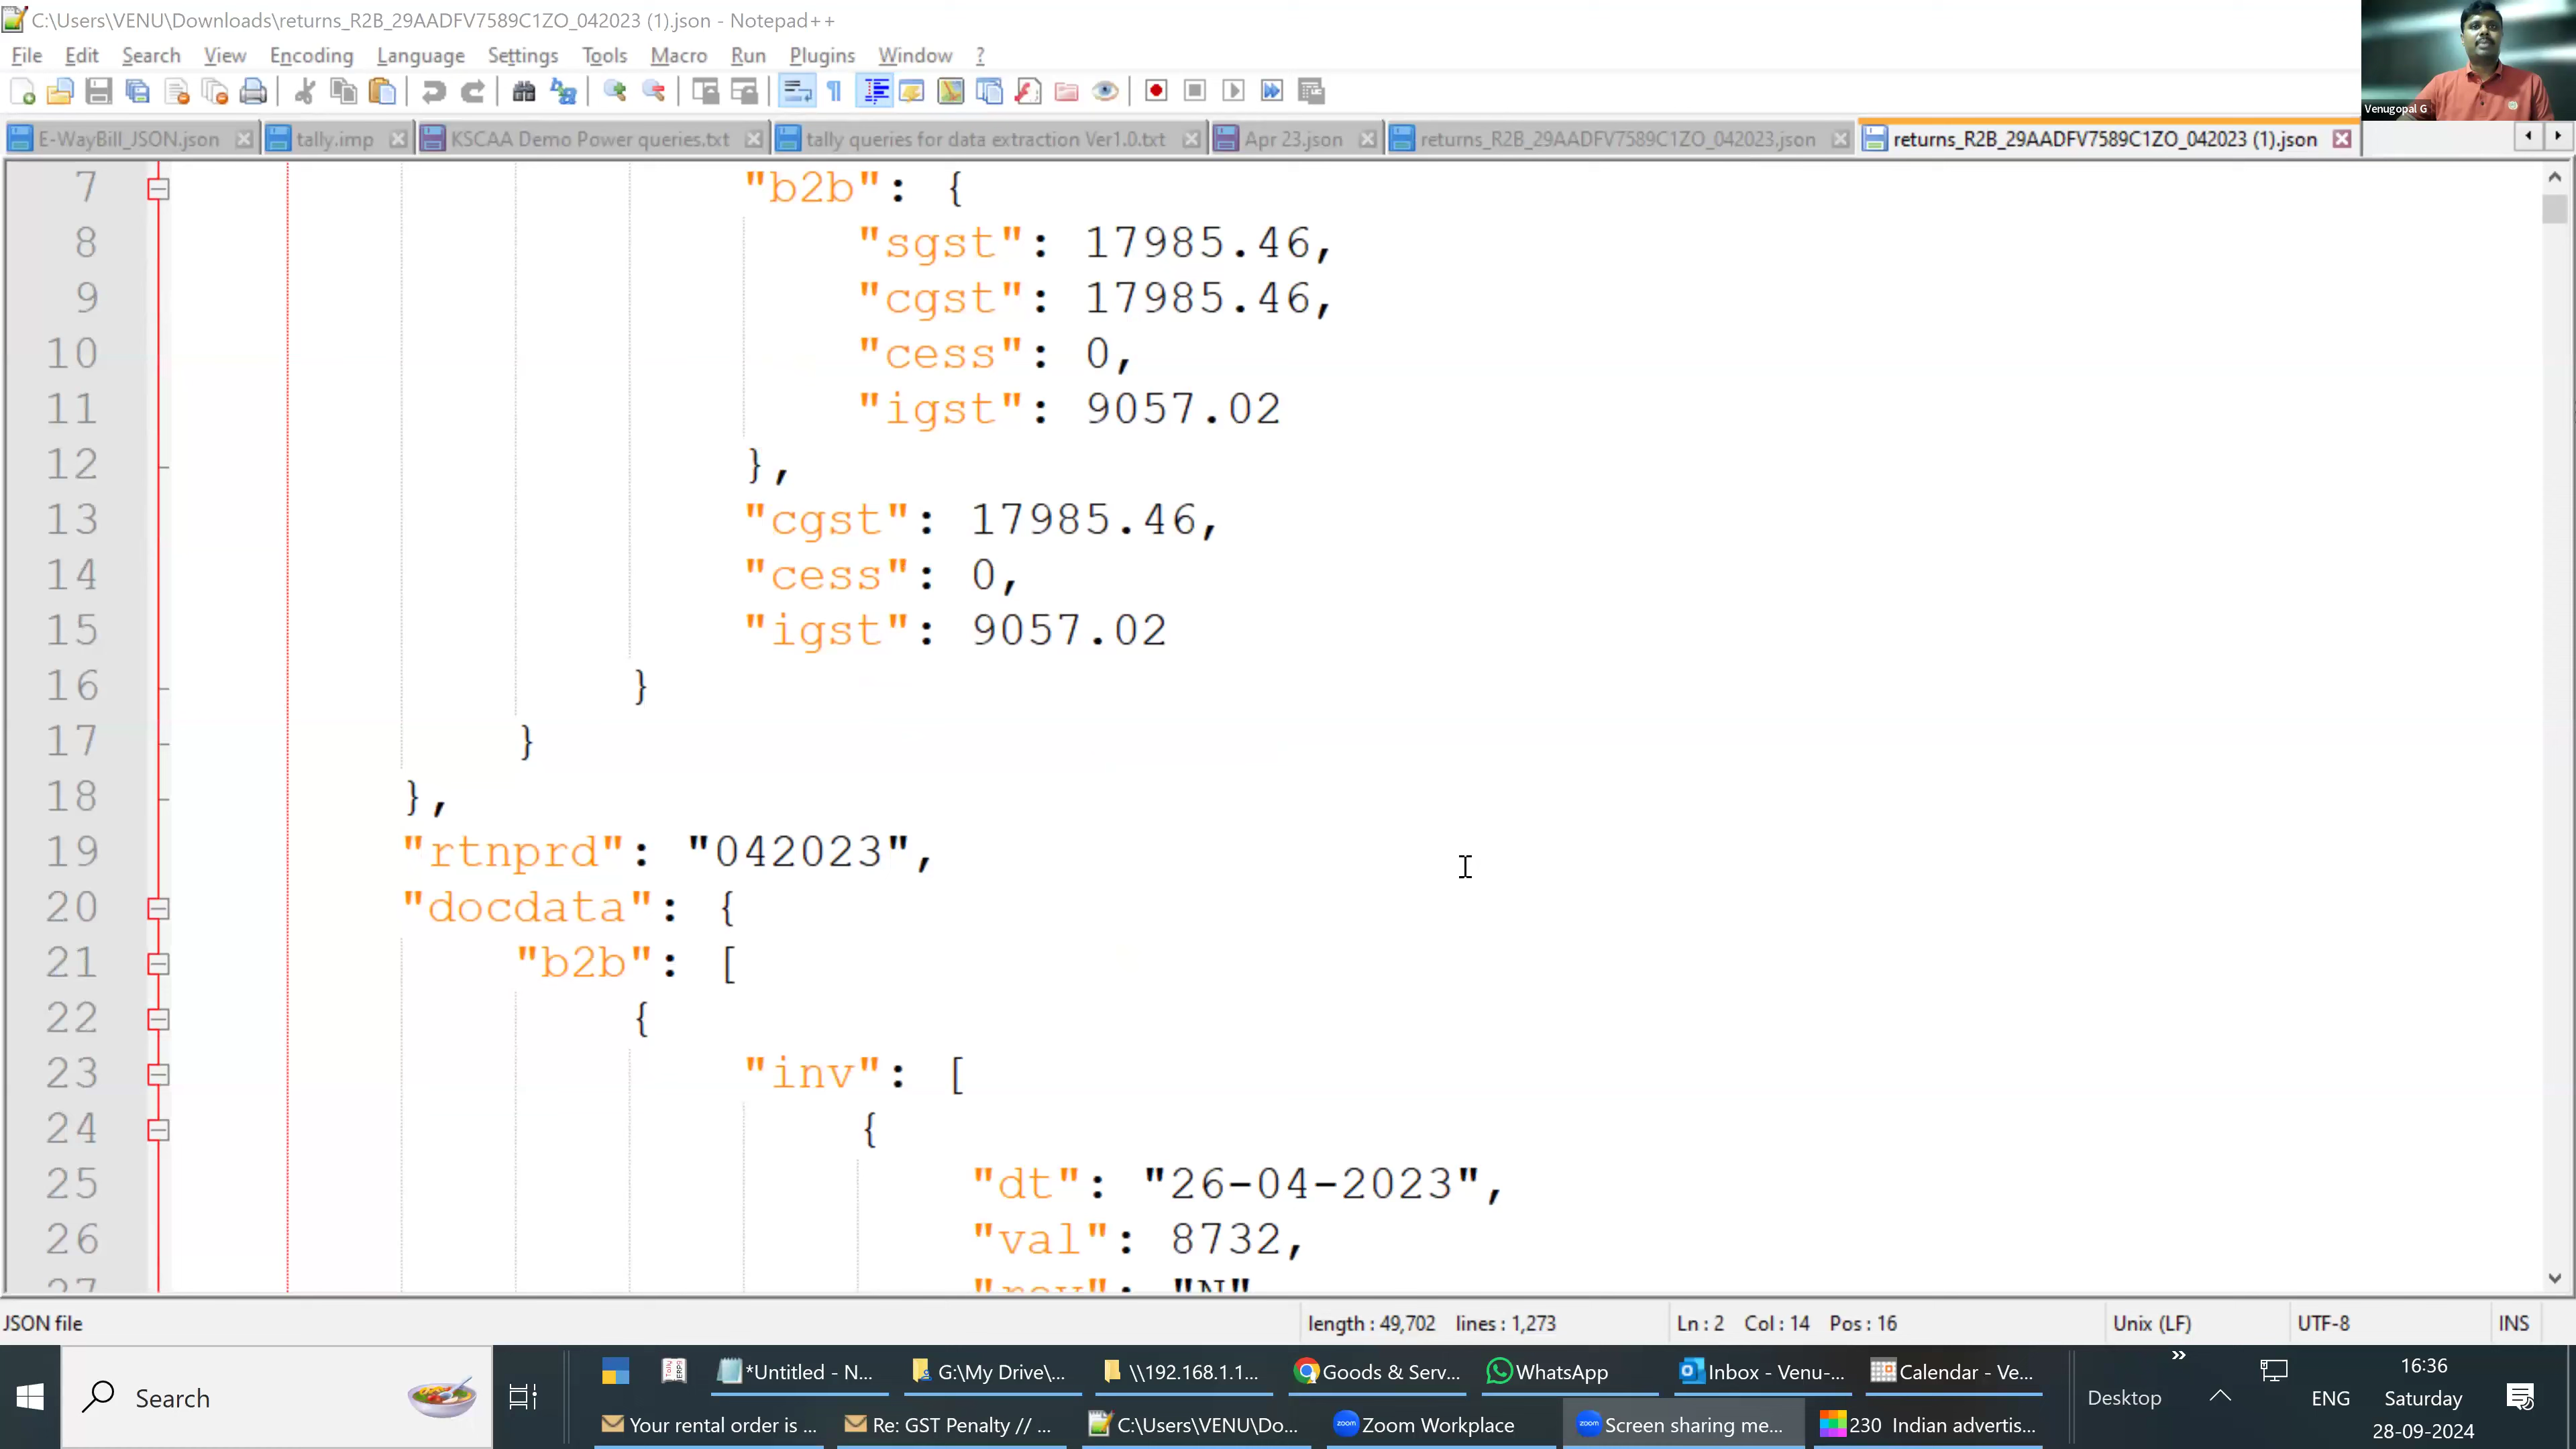 C:\Users\VENU\Downloads\returns_R2B_29AADFV7589C1ZO_042023 (1).json - Notepad++
File Edit Search View Encoding Language Settings Tools Macro Run Plugins Window ?
Venugopal G
E-WayBill_JSON.json tally.imp KSCAA Demo Power queries.txt tally queries for data extraction Ver1.0.txt Apr 23.json returns_R2B_29AADFV7589C1ZO_042023.json returns_R2B_29AADFV7589C1ZO_042023 (1).json
7 "b2b": {
8 "sgst": 17985.46,
9 "cgst": 17985.46,
10 "cess": 0,
11 "igst": 9057.02
12 },
13 "cgst": 17985.46,
14 "cess": 0,
15 "igst": 9057.02
16 }
17 }
18 },
19 "rtnprd": "042023",
20 "docdata": {
21 "b2b": [
22 {
23 "inv": [
24 {
25 "dt": "26-04-2023",
26 "val": 8732,
27 "rev": "N"
JSON file length : 49,702 lines : 1,273 Ln : 2 Col : 14 Pos : 16 Unix (LF) UTF-8 INS
Search
*Untitled - N... G:\My Drive\... \\192.168.1.1... Goods & Serv... WhatsApp Inbox - Venu-... Calendar - Ve...
Your rental order is ... Re: GST Penalty // ... C:\Users\VENU\Do... Zoom Workplace Screen sharing me... 230 Indian advertis...
Desktop ENG
16:36
Saturday
28-09-2024